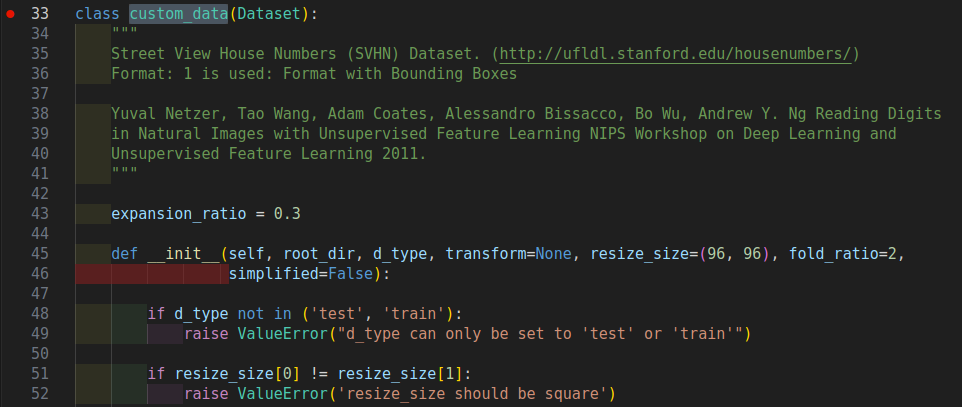 33 class custom_data(Dataset):
34     """
35     Street View House Numbers (SVHN) Dataset. (http://ufldl.stanford.edu/housenumbers/)
36     Format: 1 is used: Format with Bounding Boxes
37
38     Yuval Netzer, Tao Wang, Adam Coates, Alessandro Bissacco, Bo Wu, Andrew Y. Ng Reading Digits
39     in Natural Images with Unsupervised Feature Learning NIPS Workshop on Deep Learning and
40     Unsupervised Feature Learning 2011.
41     """
42
43     expansion_ratio = 0.3
44
45     def __init__(self, root_dir, d_type, transform=None, resize_size=(96, 96), fold_ratio=2,
46                  simplified=False):
47
48         if d_type not in ('test', 'train'):
49             raise ValueError("d_type can only be set to 'test' or 'train'")
50
51         if resize_size[0] != resize_size[1]:
52             raise ValueError('resize_size should be square')